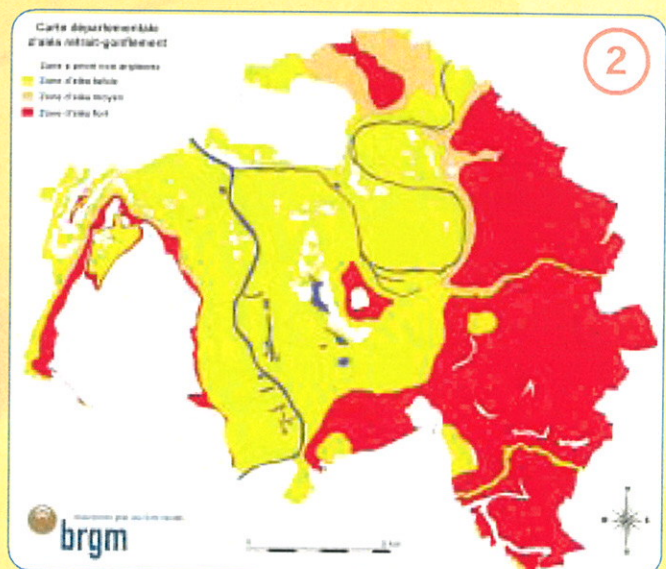 Carte départementale
d'aléa retrait-gonflement
2
Zone a priori non argileuse
Zone d'aléa faible
Zone d'aléa moyen
Zone d'aléa fort
brgm